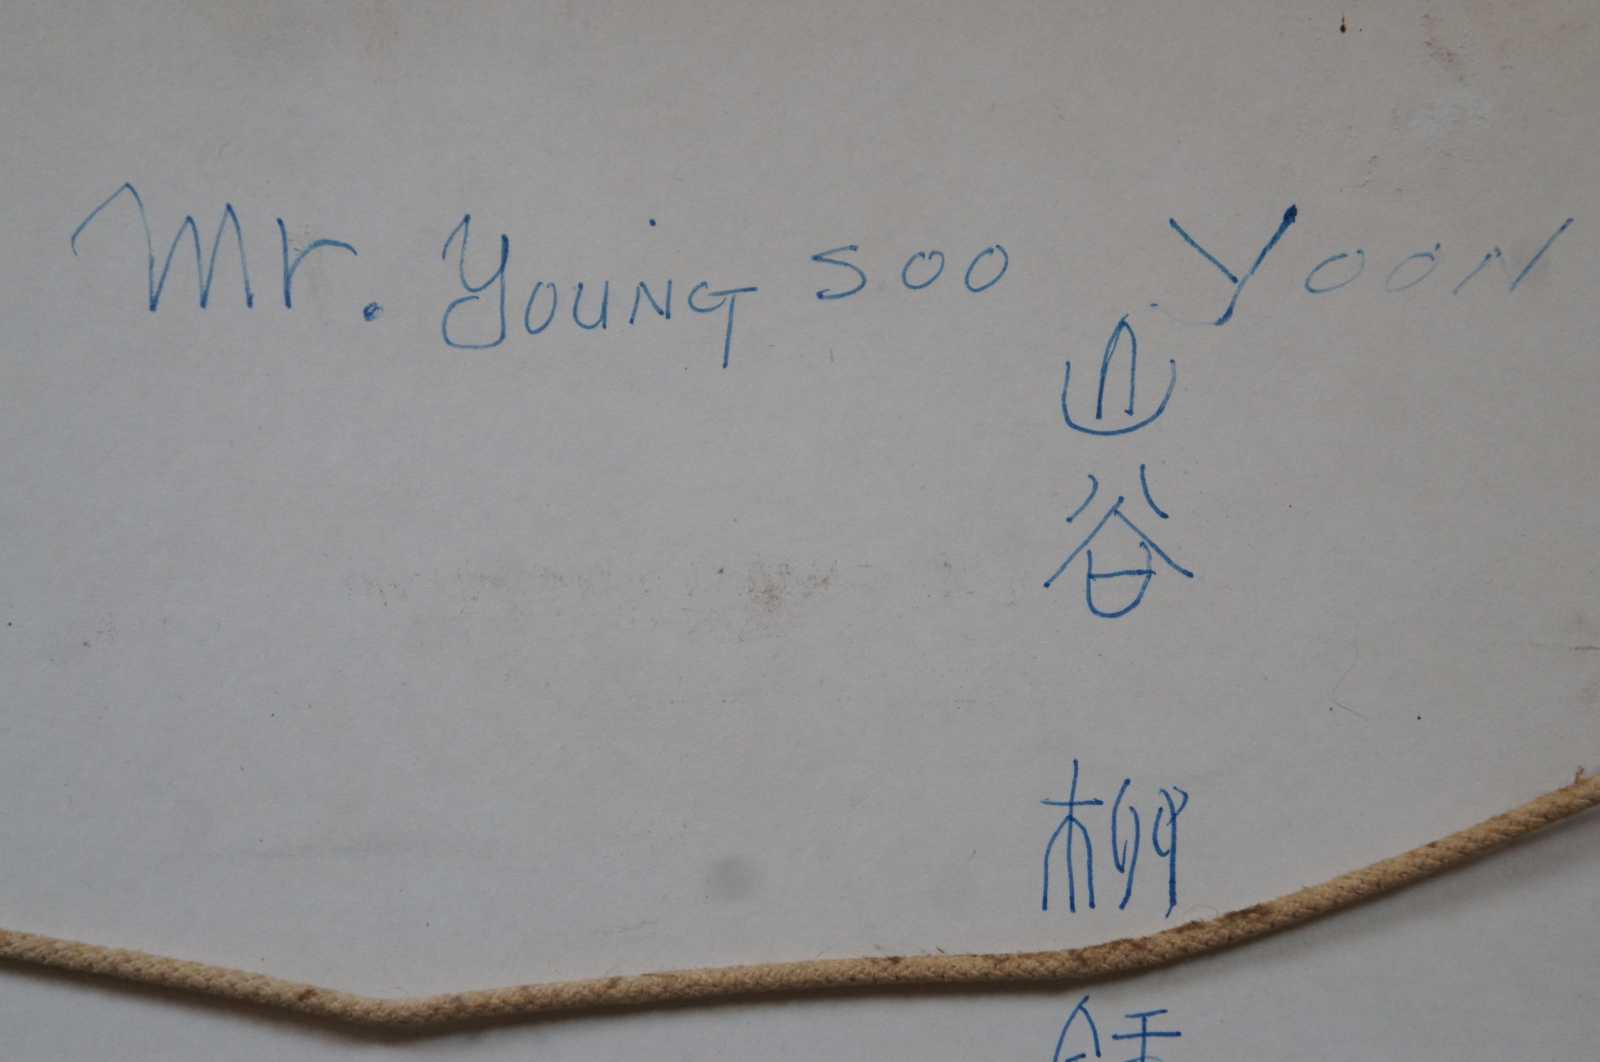 Mr. Young soo Yoon
山
谷
柳